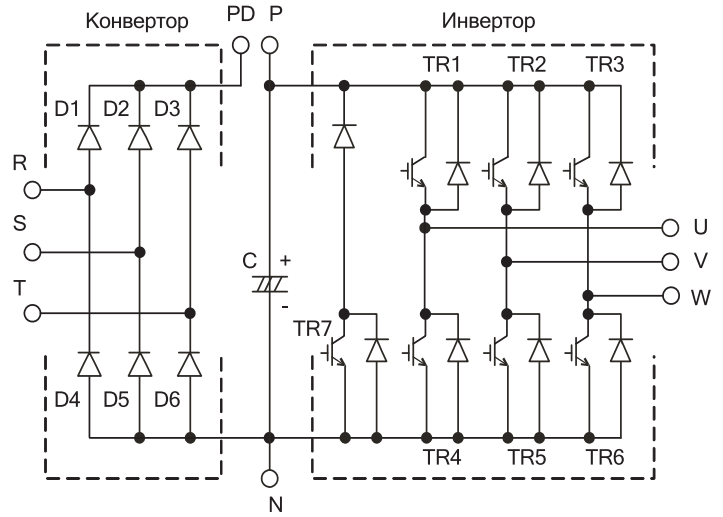 Конвертор
PD P
Инвертор
TR1 TR2 TR3
D1 D2 D3
R
S
U
C +
V
T
-
W
TR7
D4 D5 D6
TR4 TR5 TR6
N